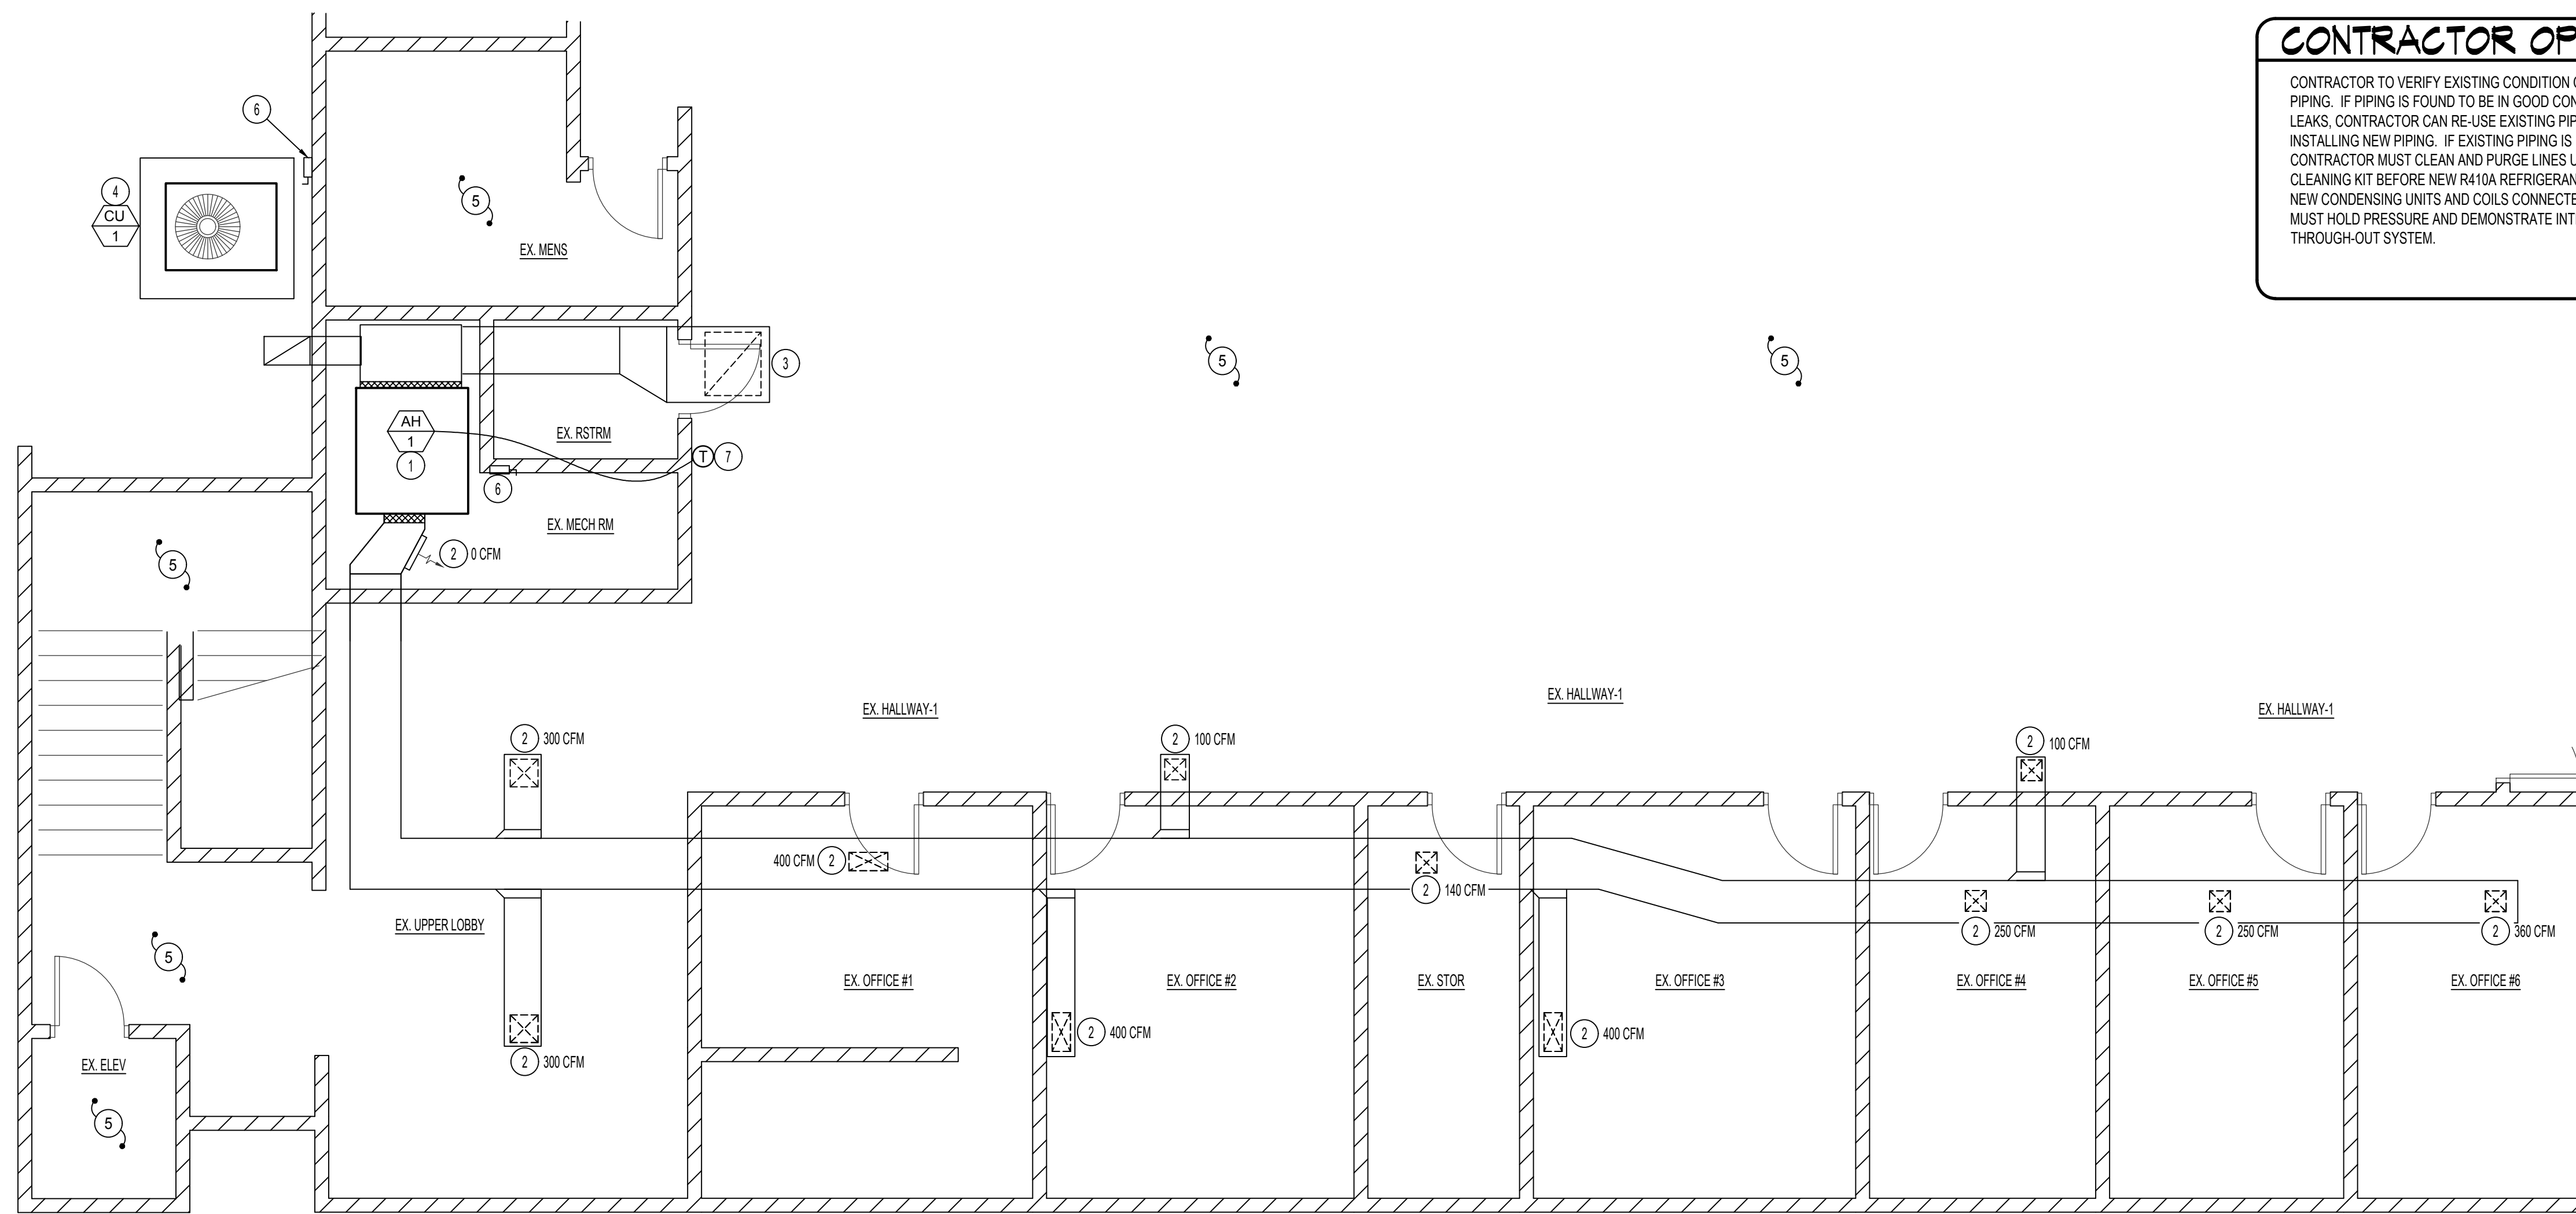 CONTRACTOR OP
CONTRACTOR TO VERIFY EXISTING CONDITION
PIPING. IF PIPING IS FOUND TO BE IN GOOD CON
LEAKS, CONTRACTOR CAN RE-USE EXISTING PIP
INSTALLING NEW PIPING. IF EXISTING PIPING IS
CONTRACTOR MUST CLEAN AND PURGE LINES U
CLEANING KIT BEFORE NEW R410A REFRIGERAN
NEW CONDENSING UNITS AND COILS CONNECTE
MUST HOLD PRESSURE AND DEMONSTRATE INT
THROUGH-OUT SYSTEM.
6
4
CU
1
5
EX. MENS
3
5
5
AH
1
1
EX. RSTRM
T 7
6
EX. MECH RM
2 0 CFM
5
EX. HALLWAY-1
EX. HALLWAY-1
EX. HALLWAY-1
2 300 CFM
2 100 CFM
2 100 CFM
400 CFM 2
2 140 CFM
EX. UPPER LOBBY
2 250 CFM
2 250 CFM
2 360 CFM
5
EX. OFFICE #1
EX. OFFICE #2
EX. STOR
EX. OFFICE #3
EX. OFFICE #4
EX. OFFICE #5
EX. OFFICE #6
2 400 CFM
2 400 CFM
2 300 CFM
EX. ELEV
5